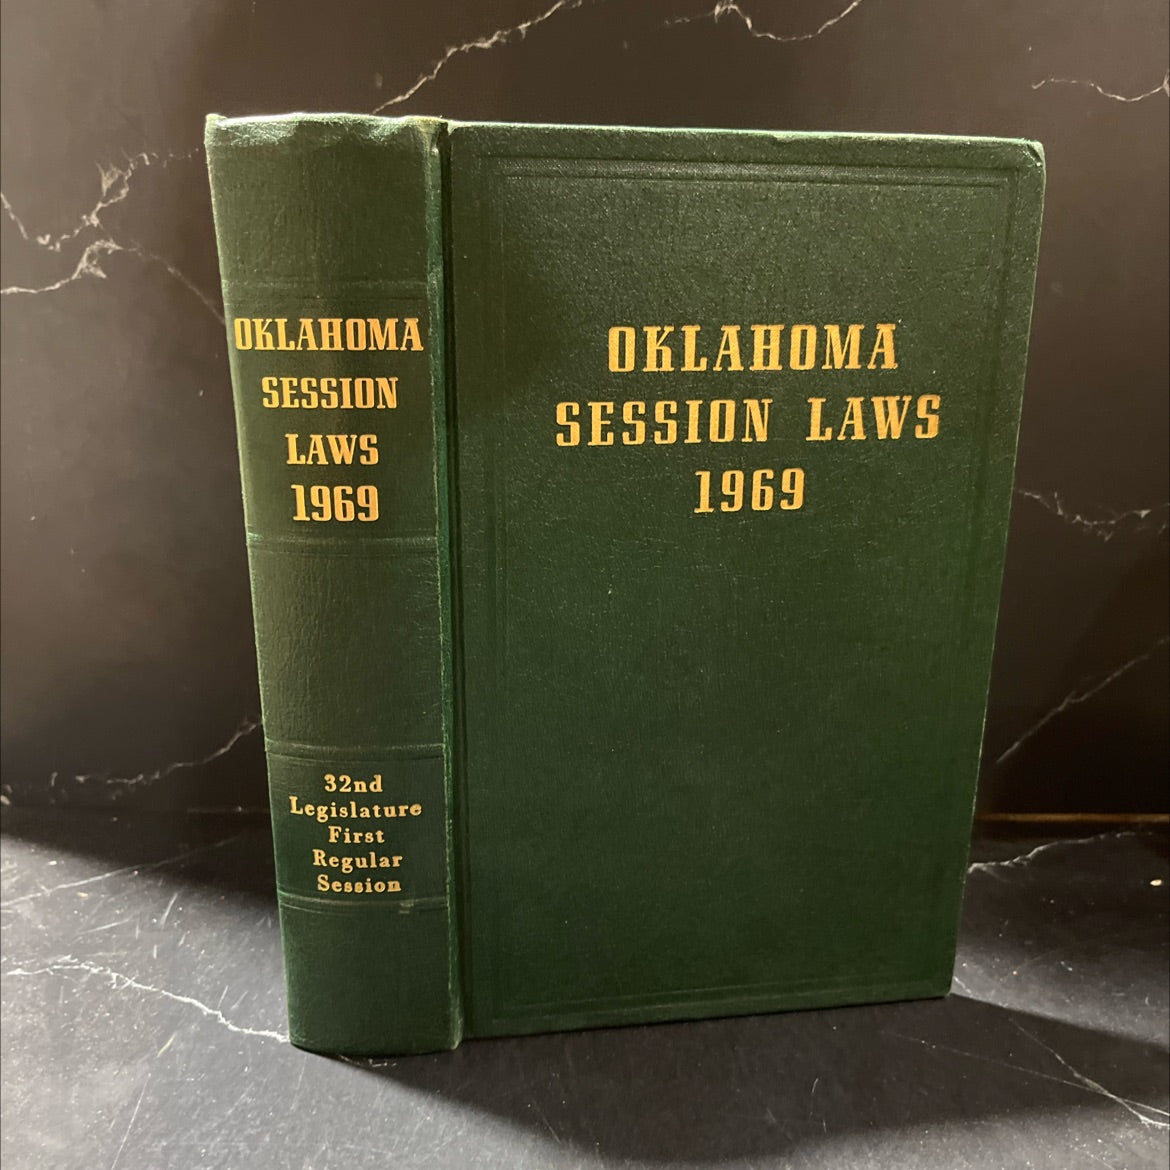 OKLAHOMA
SESSION
LAWS
1969
32nd
Legislature
First
Regular
Session
OKLAHOMA
SESSION LAWS
1969